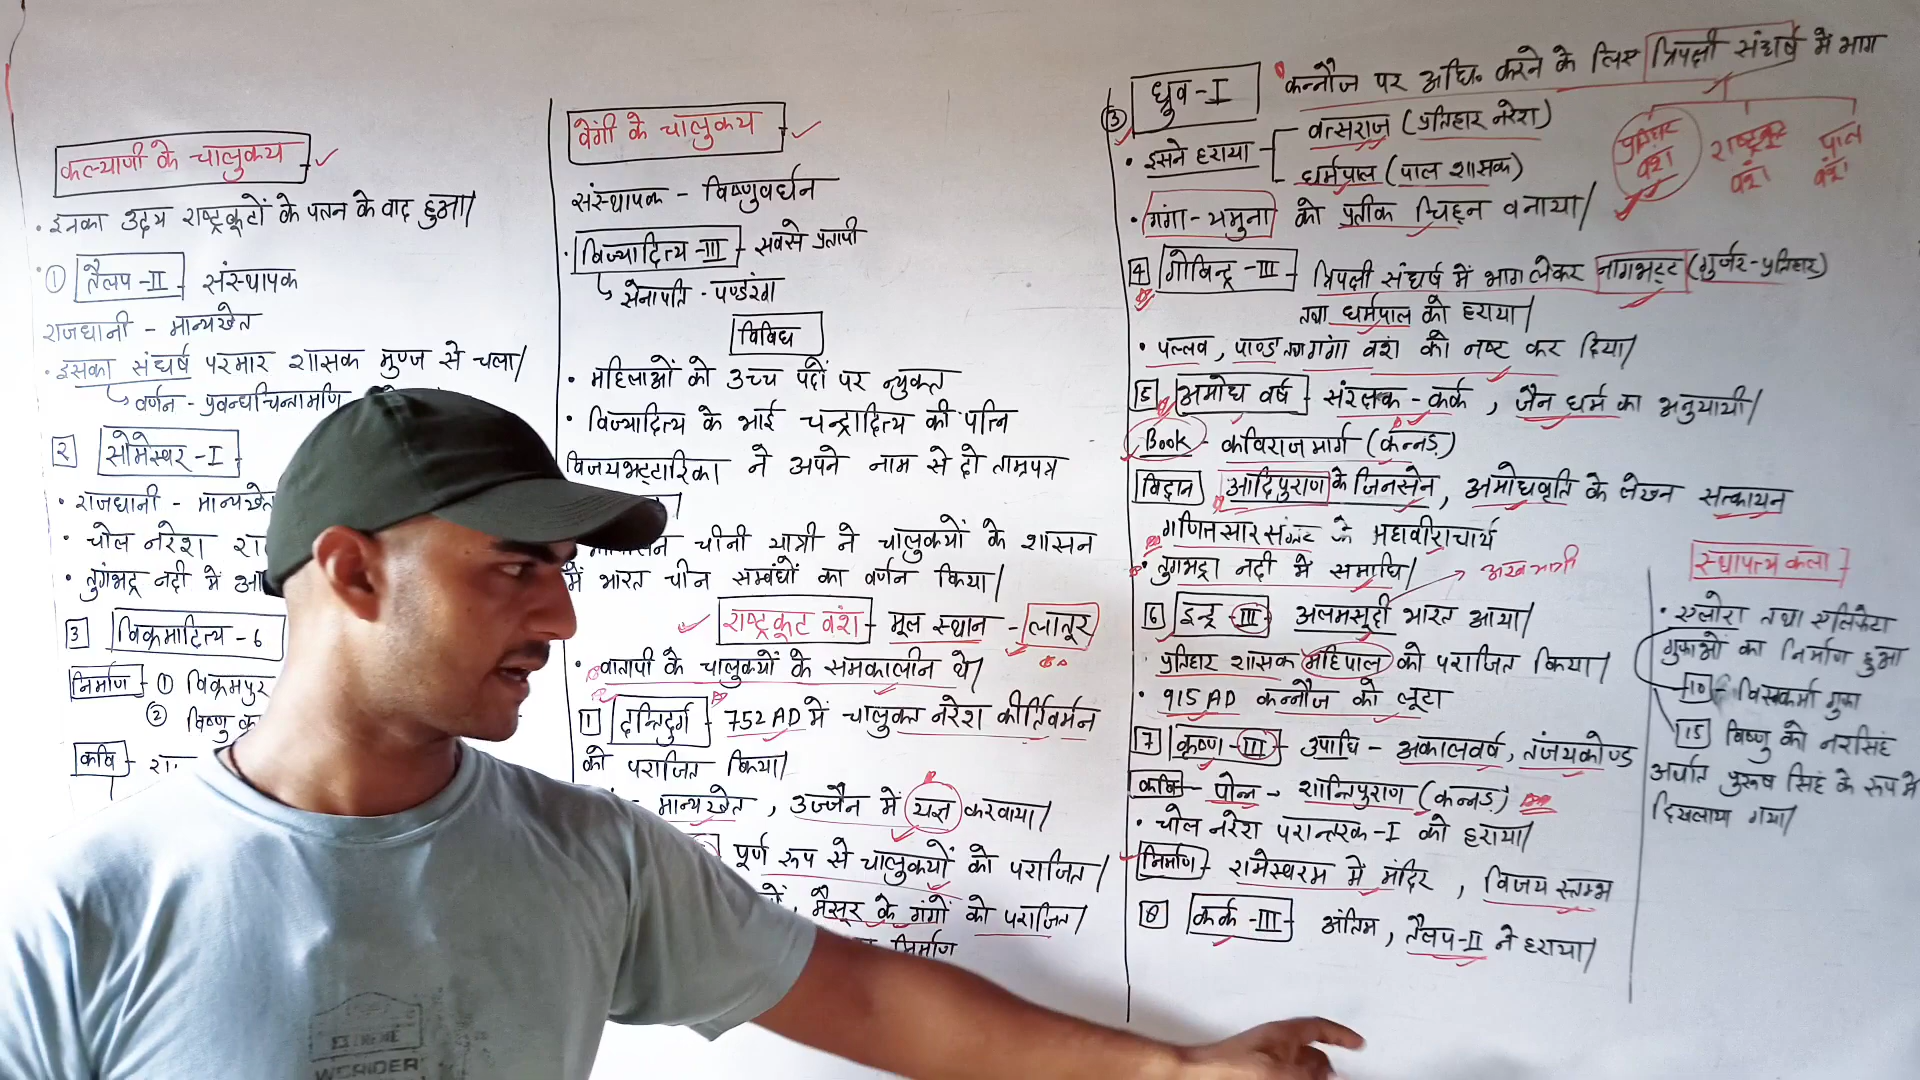 कल्याणी के चालुक्य
• इनका उदय राष्ट्रकूटों के पतन के बाद हुआ।
① तैलप-II संस्थापक
राजधानी - मान्यखेत
• इसका संघर्ष परमार शासक मुण्ज से चला।
वर्णन - प्रवन्धचिन्तामणि
2 सोमेस्वर-I
• राजधानी - मान्यखेत
• चोल नरेश
• तुगंभद्र नदी में
3 विक्रमादित्य-6
निर्माण ① विक्रमपुर
② विष्णु
कवि
वेंगी के चालुक्य
संस्थापक - विष्णुवर्धन
• विज्यादित्य-III - सबसे प्रतापी
सेनापति - पण्डरंग
विविध
• महिलाओं को उच्च पदों पर न्युक्त
• विज्यादित्य के भाई चन्द्रादित्य की पत्नि
विजयभट्टारिका ने अपने नाम से दो ताम्रपत्र
चीनी यात्री ने चालुक्यों के शासन
में भारत चीन सम्बंधों का वर्णन किया।
राष्ट्रकूट वंश - मूल स्थान - लातूर
• वातापी के चालुक्यों के समकालीन थे।
1 दन्तिदुर्ग - 752 AD में चालुक्त नरेश कीर्तिवर्मन
को पराजित किया।
मान्यखेत, उज्जैन में यज्ञ करवाया।
पूर्ण रूप से चालुक्यों को पराजित।
मैसूर के गंगों को पराजित।
निर्माण
③ ध्रुव-I • कन्नौज पर अधि. करने के लिए त्रिपक्षी संघर्ष में भाग
प्रतिहार वंश राष्ट्रकूट वंश पाल वंश
• इसने हराया वत्सराज (प्रतिहार नरेश)
धर्मपाल (पाल शासक)
• गंगा-यमुना को प्रतीक चिह्न बनाया।
4 गोविन्द्र-III - त्रिपक्षी संघर्ष में भाग लेकर नागभट्ट (गुर्जर-प्रतिहार)
तथा धर्मपाल को हराया।
• पल्लव, पाण्ड तथा गंगा वंश को नष्ट कर दिया।
5 अमोघ वर्ष - संरक्षक - कर्क, जैन धर्म का अनुयायी।
Book - कविराजमार्ग (कन्नड़)
विद्वान आदिपुराण के जिनसेन, अमोघवृति के लेखन सत्कायन
गणितसार संग्रह के महावीराचार्य
• तुगंभद्रा नदी में समाधि। अरब यात्री
6 इन्द्र-III - अलमसूदी भारत आया।
प्रतिहार शासक महिपाल को पराजित किया।
• 915 AD कन्नौज को लूटा
7 कृष्ण-III - उपाधि - अकालवर्ष, तंजयकोण्ड
कवि - पोन्न - शान्तिपुराण (कन्नड़)
• चोल नरेश परान्तरक-I को हराया।
निर्माण - रामेस्वरम में मंदिर, विजय स्तम्भ
8 कर्क-III - अंतिम, तैलप-II ने हराया।
स्थापत्य कला
• एलोरा तथा एलिफेंटा
गुफाओं का निर्माण हुआ
10 विस्वकर्मा गुफा
15 विष्णु को नरसिंह
अर्थात पुरूष सिंह के रूप में
दिखलाया गया।